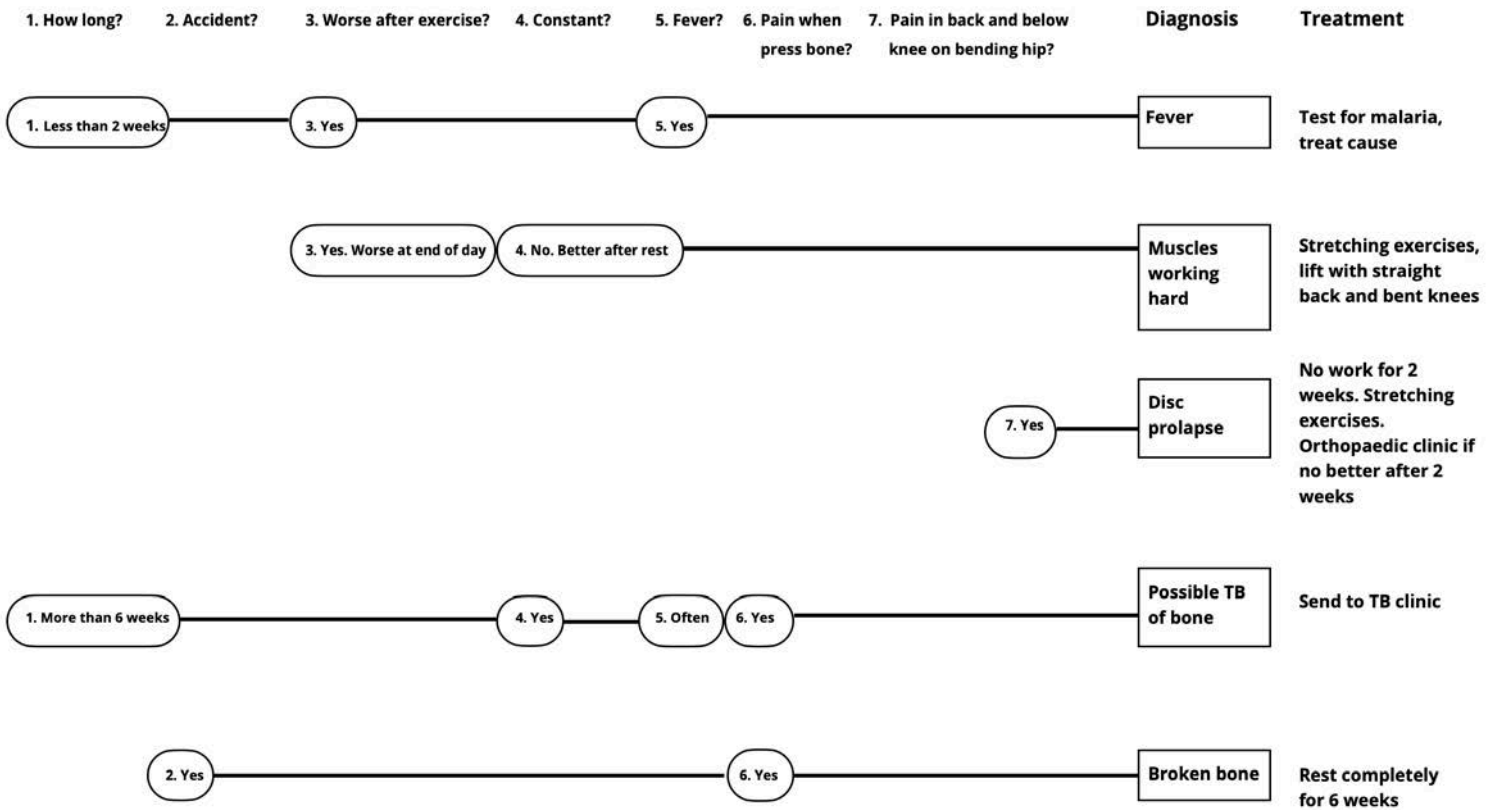 1. How long?
2. Accident?
3. Worse after exercise?
4. Constant?
5. Fever?
6. Pain when
press bone?
7. Pain in back and below
knee on bending hip?
Diagnosis
Treatment
1. Less than 2 weeks
3. Yes
5. Yes
Fever
Test for malaria,
treat cause
3. Yes. Worse at end of day
4. No. Better after rest
Muscles
working
hard
Stretching exercises,
lift with straight
back and bent knees
7. Yes
Disc
prolapse
No work for 2
weeks. Stretching
exercises.
Orthopaedic clinic if
no better after 2
weeks
1. More than 6 weeks
4. Yes
5. Often
6. Yes
Possible TB
of bone
Send to TB clinic
2. Yes
6. Yes
Broken bone
Rest completely
for 6 weeks